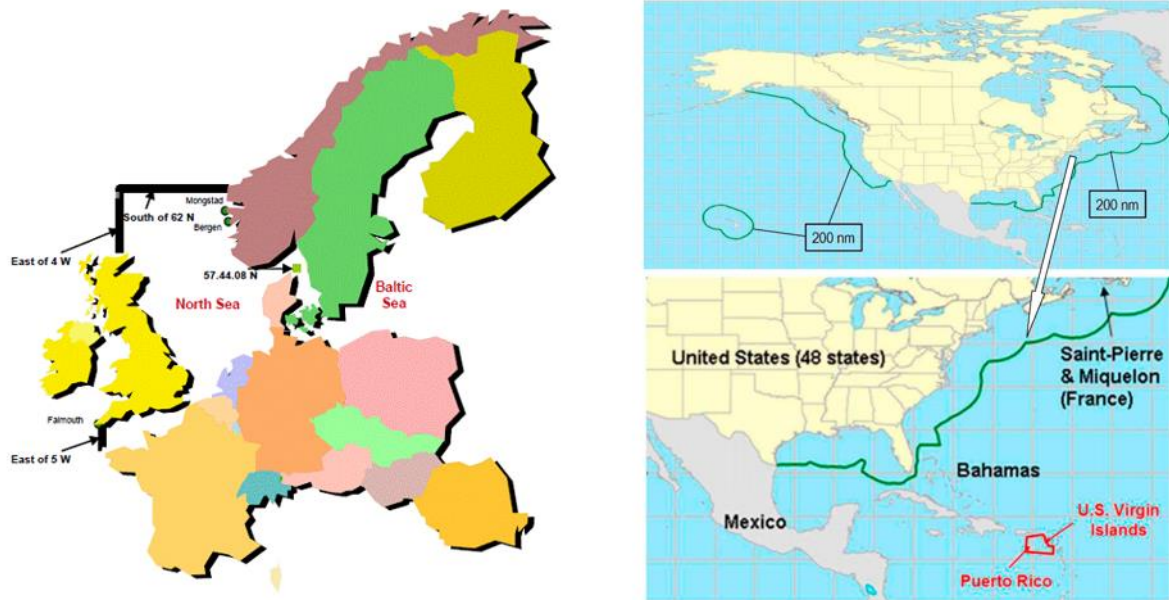 Mongstad
South of 62 N
Bergen
East of 4 W
57.44.08 N
North Sea
Baltic
Sea
Falmouth
East of 5 W
200 nm
200 nm
United States (48 states)
Saint-Pierre
& Miquelon
(France)
Bahamas
Mexico
U.S. Virgin
Islands
Puerto Rico